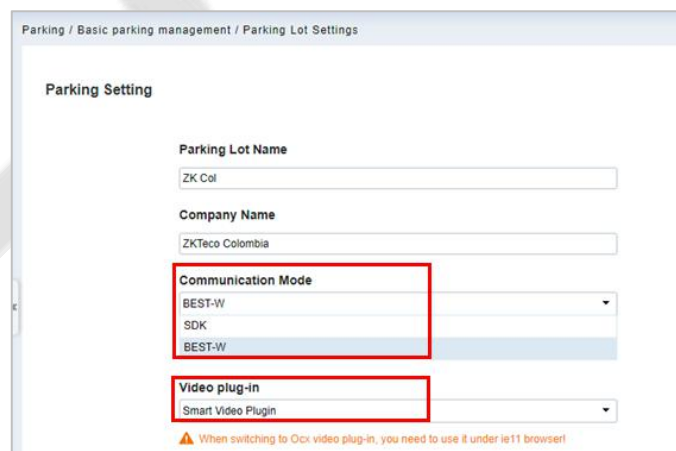 Parking / Basic parking management / Parking Lot Settings
Parking Setting
Parking Lot Name
ZK Col
Company Name
ZKTeco Colombia
Communication Mode
BEST-W
SDK
BEST-W
Video plug-in
Smart Video Plugin
When switching to Ocx video plug-in, you need to use it under ie11 browser!